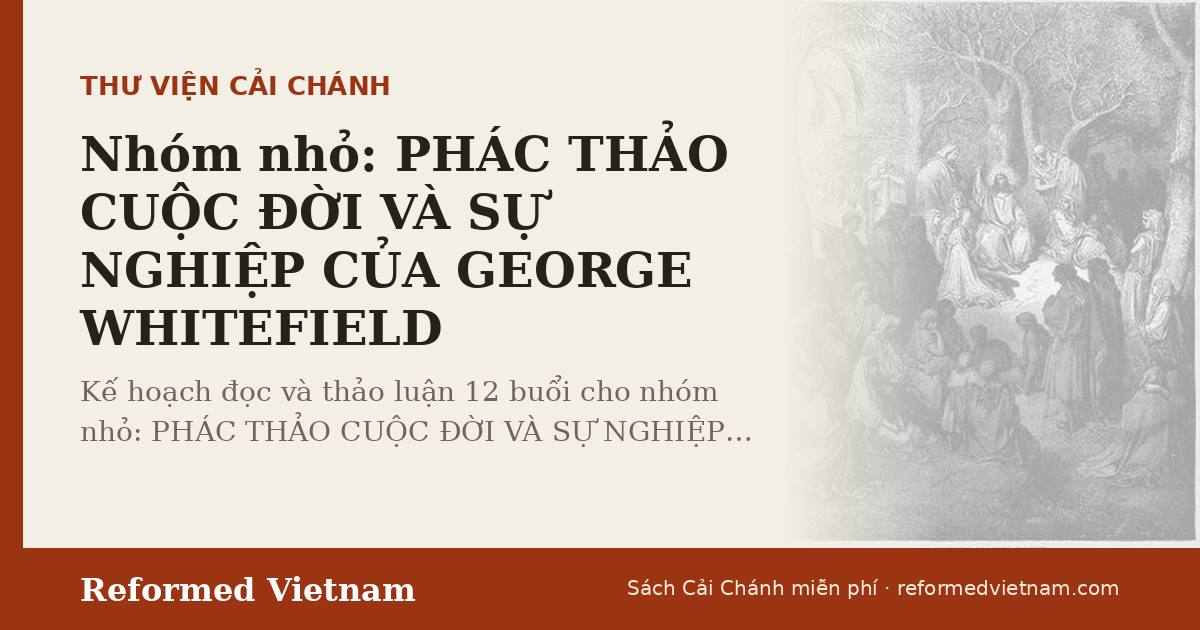 THƯ VIỆN CẢI CHÁNH
Nhóm nhỏ: PHÁC THẢO
CUỘC ĐỜI VÀ SỰ
NGHIỆP CỦA GEORGE
WHITEFIELD
Kế hoạch đọc và thảo luận 12 buổi cho nhóm
nhỏ: PHÁC THẢO CUỘC ĐỜI VÀ SỰ NGHIỆP...
Reformed Vietnam
Sách Cải Chánh miễn phí · reformedvietnam.com